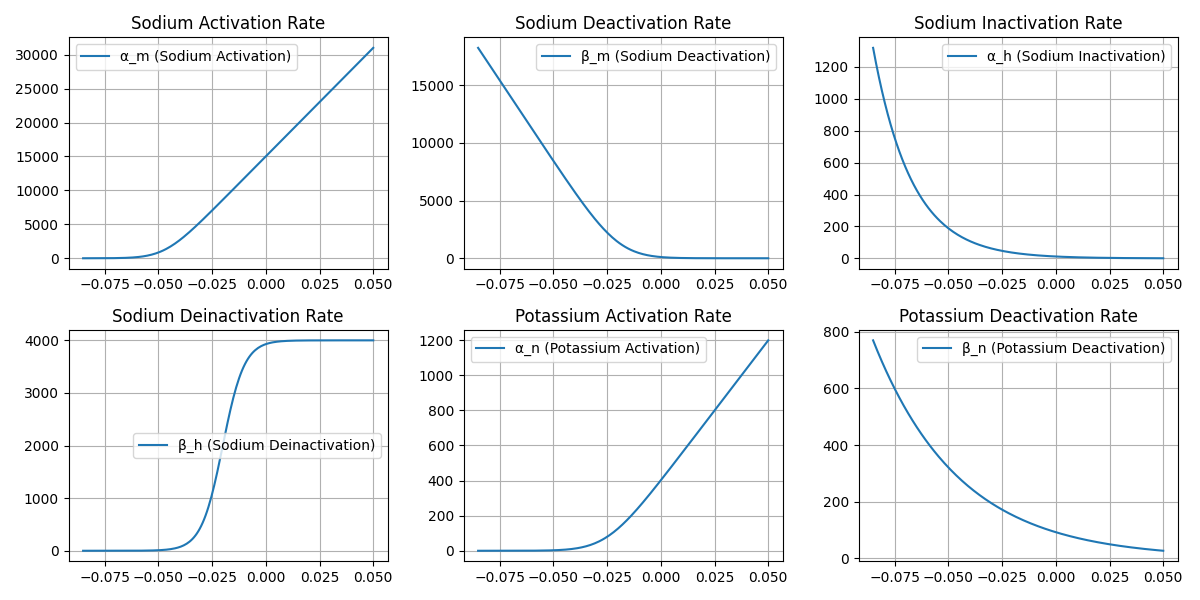 Sodium Activation Rate
α_m (Sodium Activation)
30000
25000
20000
15000
10000
5000
0
−0.075 −0.050 −0.025 0.000 0.025 0.050
Sodium Deactivation Rate
β_m (Sodium Deactivation)
15000
10000
5000
0
−0.075 −0.050 −0.025 0.000 0.025 0.050
Sodium Inactivation Rate
α_h (Sodium Inactivation)
1200
1000
800
600
400
200
0
−0.075 −0.050 −0.025 0.000 0.025 0.050
Sodium Deinactivation Rate
4000
3000
β_h (Sodium Deinactivation)
2000
1000
0
−0.075 −0.050 −0.025 0.000 0.025 0.050
Potassium Activation Rate
α_n (Potassium Activation)
1200
1000
800
600
400
200
0
−0.075 −0.050 −0.025 0.000 0.025 0.050
Potassium Deactivation Rate
β_n (Potassium Deactivation)
800
600
400
200
0
−0.075 −0.050 −0.025 0.000 0.025 0.050